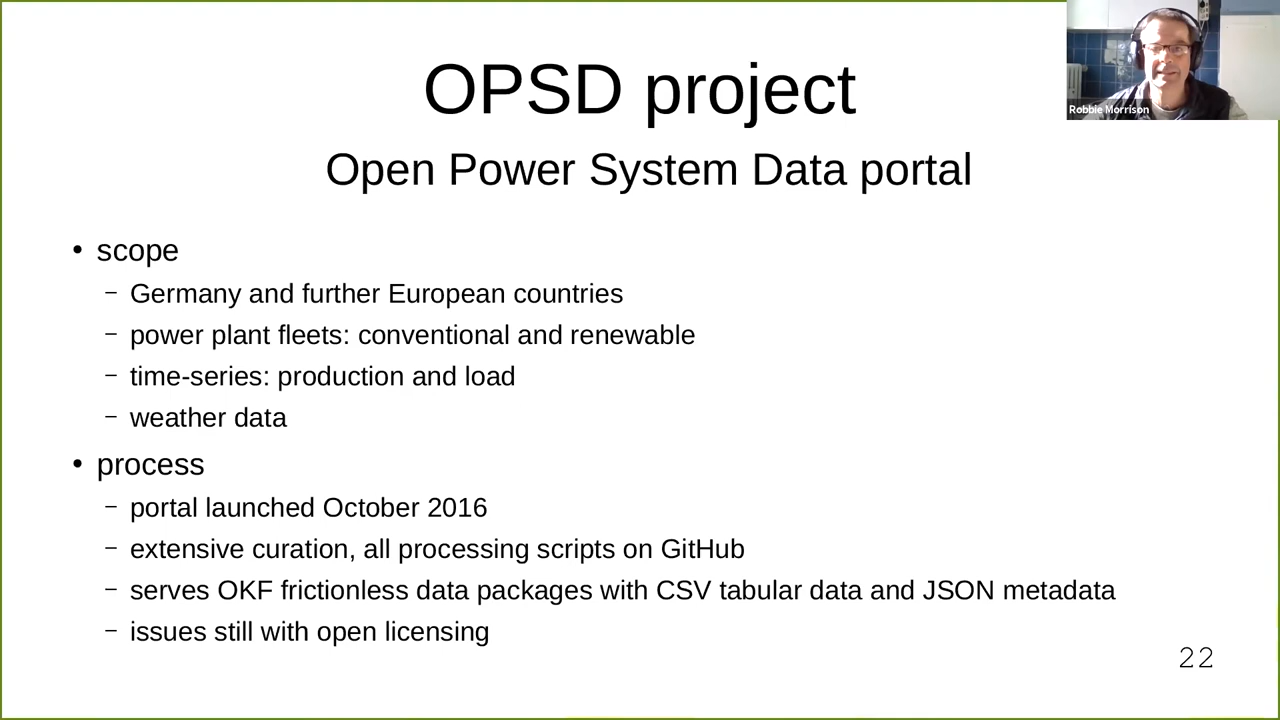 OPSD project
Robbie Morrison
Open Power System Data portal
• scope
– Germany and further European countries
– power plant fleets: conventional and renewable
– time-series: production and load
– weather data
• process
– portal launched October 2016
– extensive curation, all processing scripts on GitHub
– serves OKF frictionless data packages with CSV tabular data and JSON metadata
– issues still with open licensing
22